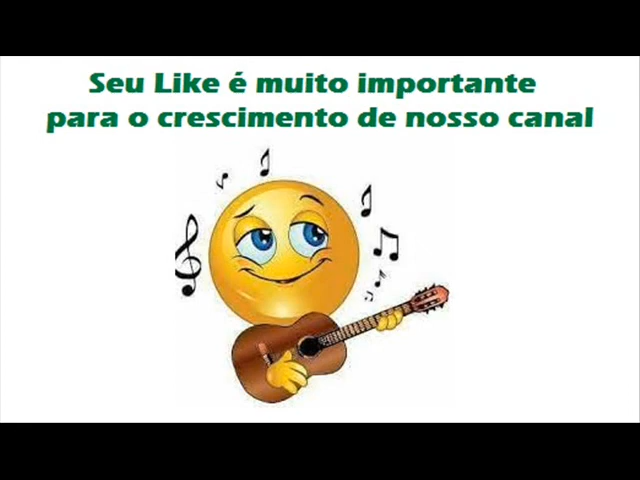 Seu Like é muito importante
para o crescimento de nosso canal